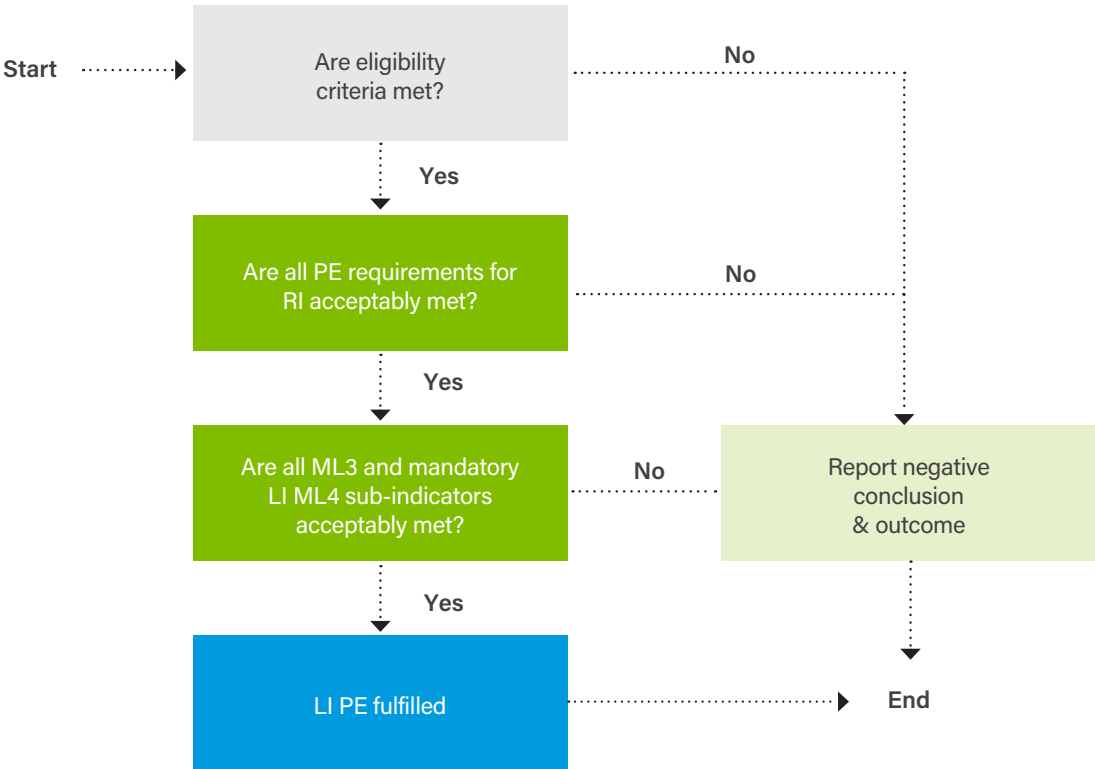 Start
Are eligibility
criteria met?
No
Yes
Are all PE requirements for
RI acceptably met?
No
Yes
Are all ML3 and mandatory
LI ML4 sub-indicators
acceptably met?
No
Report negative
conclusion
& outcome
Yes
LI PE fulfilled
End